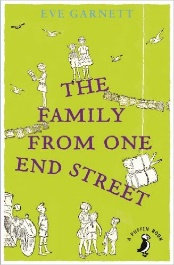 EVE GARNETT
THE
FAMILY
FROM ONE
END STREET
A PUFFIN BOOK